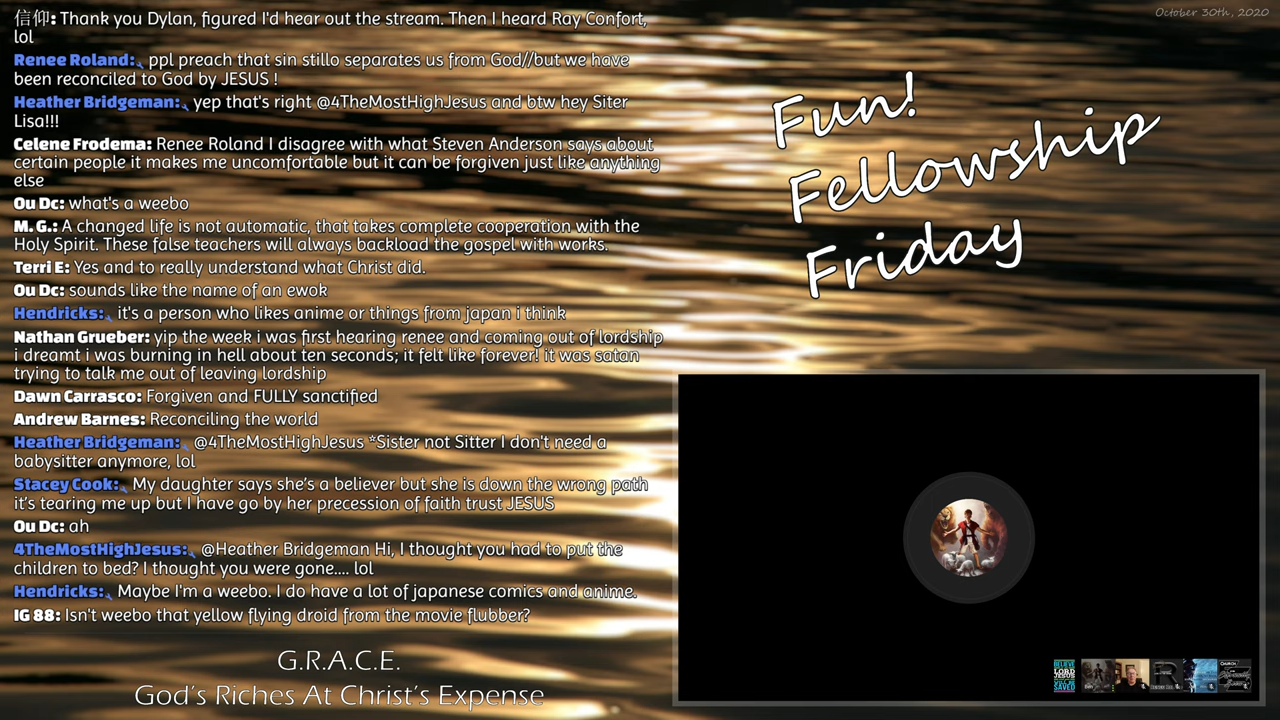 信仰: Thank you Dylan, figured I'd hear out the stream. Then I heard Ray Confort,
lol
Renee Roland: ppl preach that sin stillo separates us from God//but we have
been reconciled to God by JESUS !
Heather Bridgeman: yep that's right @4TheMostHighJesus and btw hey Siter
Lisa!!!
Celene Frodema: Renee Roland I disagree with what Steven Anderson says about
certain people it makes me uncomfortable but it can be forgiven just like anything
else
Ou Dc: what's a weebo
M. G.: A changed life is not automatic, that takes complete cooperation with the
Holy Spirit. These false teachers will always backload the gospel with works.
Terri E: Yes and to really understand what Christ did.
Ou Dc: sounds like the name of an ewok
Hendricks: it's a person who likes anime or things from japan i think
Nathan Grueber: yip the week i was first hearing renee and coming out of lordship
i dreamt i was burning in hell about ten seconds; it felt like forever! it was satan
trying to talk me out of leaving lordship
Dawn Carrasco: Forgiven and FULLY sanctified
Andrew Barnes: Reconciling the world
Heather Bridgeman: @4TheMostHighJesus *Sister not Sitter I don't need a
babysitter anymore, lol
Stacey Cook: My daughter says she's a believer but she is down the wrong path
it's tearing me up but I have go by her precession of faith trust JESUS
Ou Dc: ah
4TheMostHighJesus: @Heather Bridgeman Hi, I thought you had to put the
children to bed? I thought you were gone.... lol
Hendricks: Maybe I'm a weebo. I do have a lot of japanese comics and anime.
IG 88: Isn't weebo that yellow flying droid from the movie flubber?
G.R.A.C.E.
God's Riches At Christ's Expense
October 30th, 2020
Fun!
Fellowship
Friday
BELIEVE
LORD
JESUS
SAVED
CHURCH